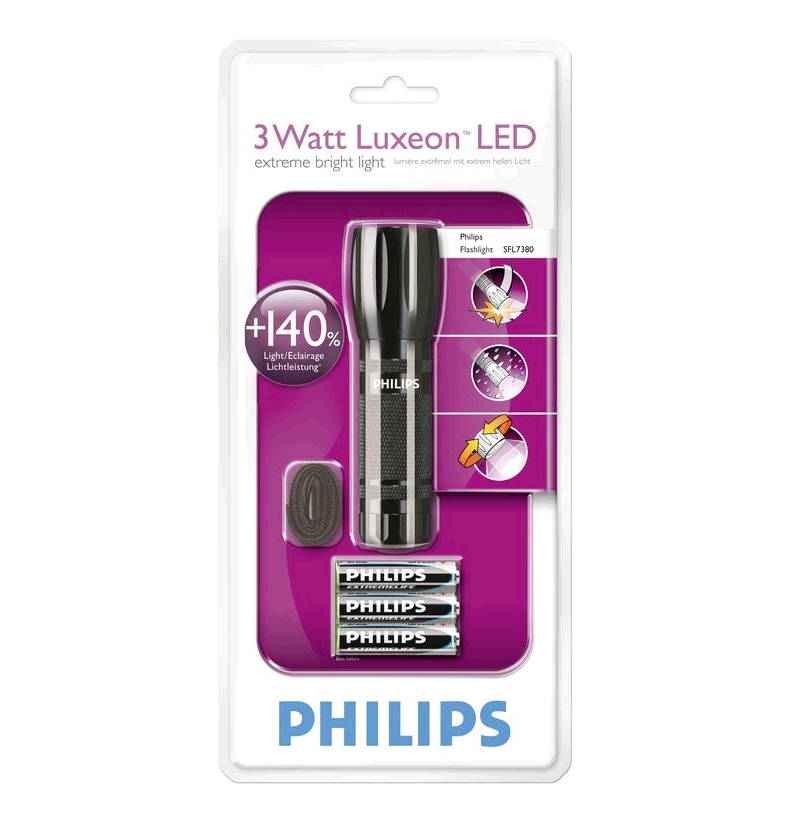 3 Watt Luxeon™ LED
extreme bright light lumière extrême/ mit extrem hellen Licht
Philips
Flashlight SFL7380
+140%
Light/Eclairage
Lichtleistung*
PHILIPS
PHILIPS
EXTREMELIFE
PHILIPS
EXTREMELIFE
PHILIPS
EXTREMELIFE
Best before
PHILIPS